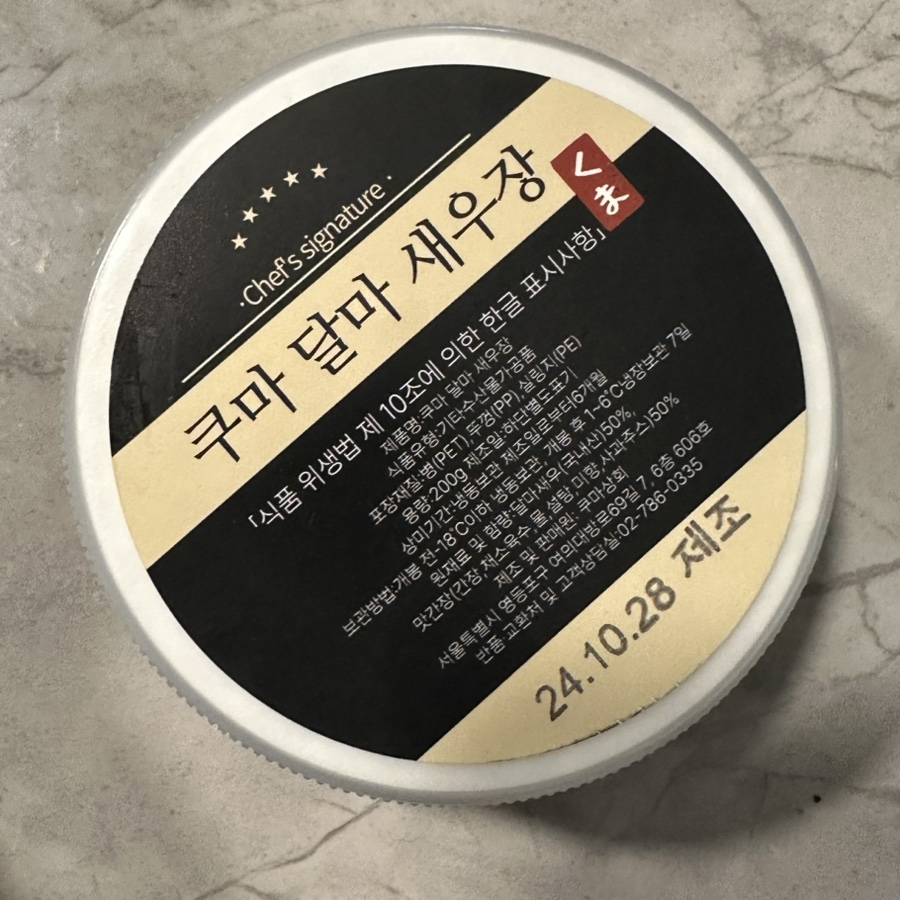 Chef's signature
쿠마 달마 새우장
くま
「식품 위생법 제 10조에 의한 한글 표시사항」
제품명:쿠마 달마 새우장
식품유형:기타수산물가공품
포장재질:병(PET),뚜껑(PP),실링지(PE)
용량:200g 제조일:하단별도표기
상미기간:냉동보관 제조일로부터6개월
보관방법:개봉 전-18°C이하 냉동보관, 개봉 후 1~6°C냉장보관 7일
원재료 및 함량:달마새우(국내산)50%,
맛간장(간장,채소육수,물,설탕,미향,사과주스)50%
제조 및 판매원: 쿠마상회
서울특별시 영등포구 여의대방로69길 7, 6층 606호
반품·교환처 및 고객상담실:02-786-0335
24.10.28 제조